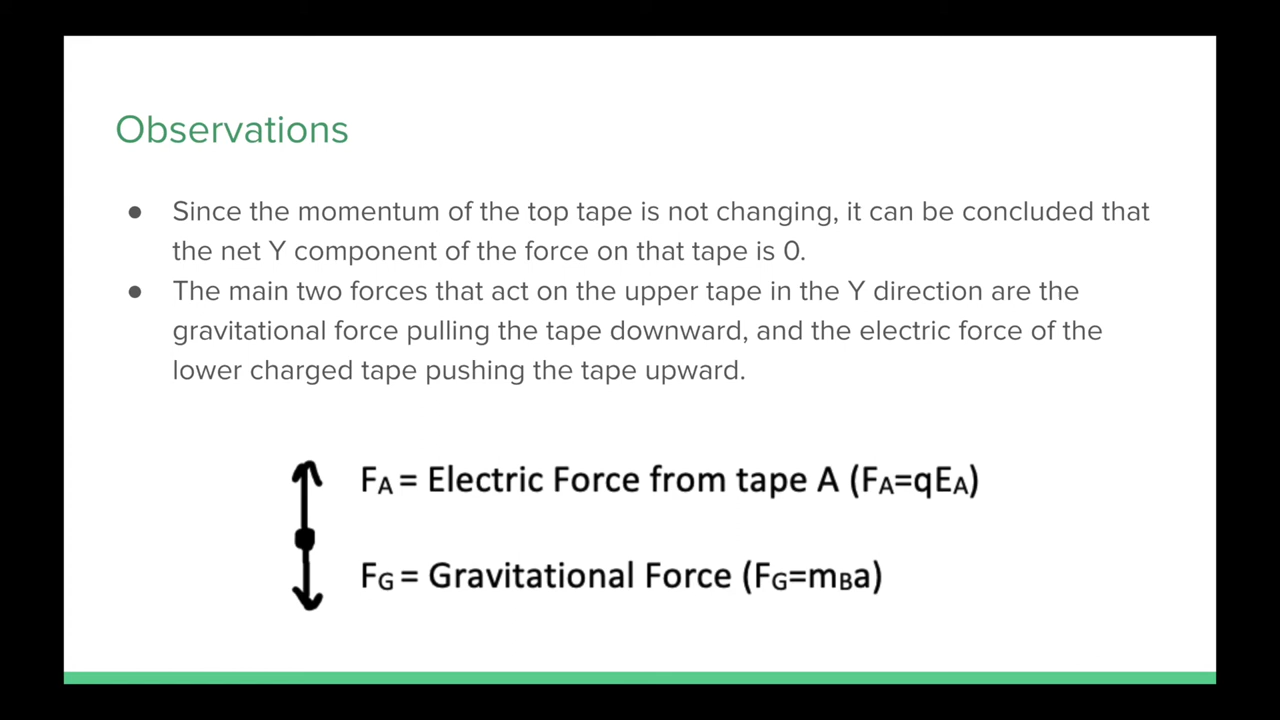 Observations
● Since the momentum of the top tape is not changing, it can be concluded that
the net Y component of the force on that tape is 0.
● The main two forces that act on the upper tape in the Y direction are the
gravitational force pulling the tape downward, and the electric force of the
lower charged tape pushing the tape upward.
FA = Electric Force from tape A (FA=qEA)
FG = Gravitational Force (FG=mBa)